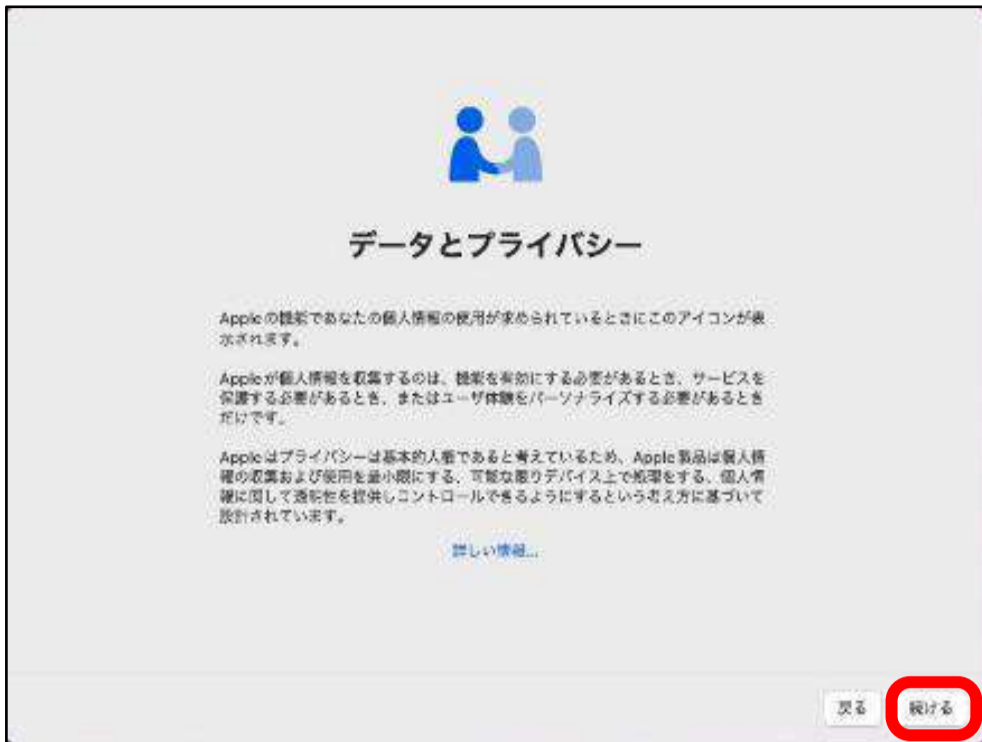 データとプライバシー
Appleの機能であなたの個人情報の使用が求められているときにこのアイコンが表
示されます。
Appleが個人情報を収集するのは、機能を有効にする必要があるとき、サービスを
保護する必要があるとき、またはユーザ体験をパーソナライズする必要があるとき
だけです。
Appleはプライバシーは基本的人権であると考えているため、Apple製品は個人情
報の収集および使用を最小限にする、可能な限りデバイス上で処理をする、個人情
報に関して透明性を提供しコントロールできるようにするという考え方に基づいて
設計されています。
詳しい情報...
戻る
続ける